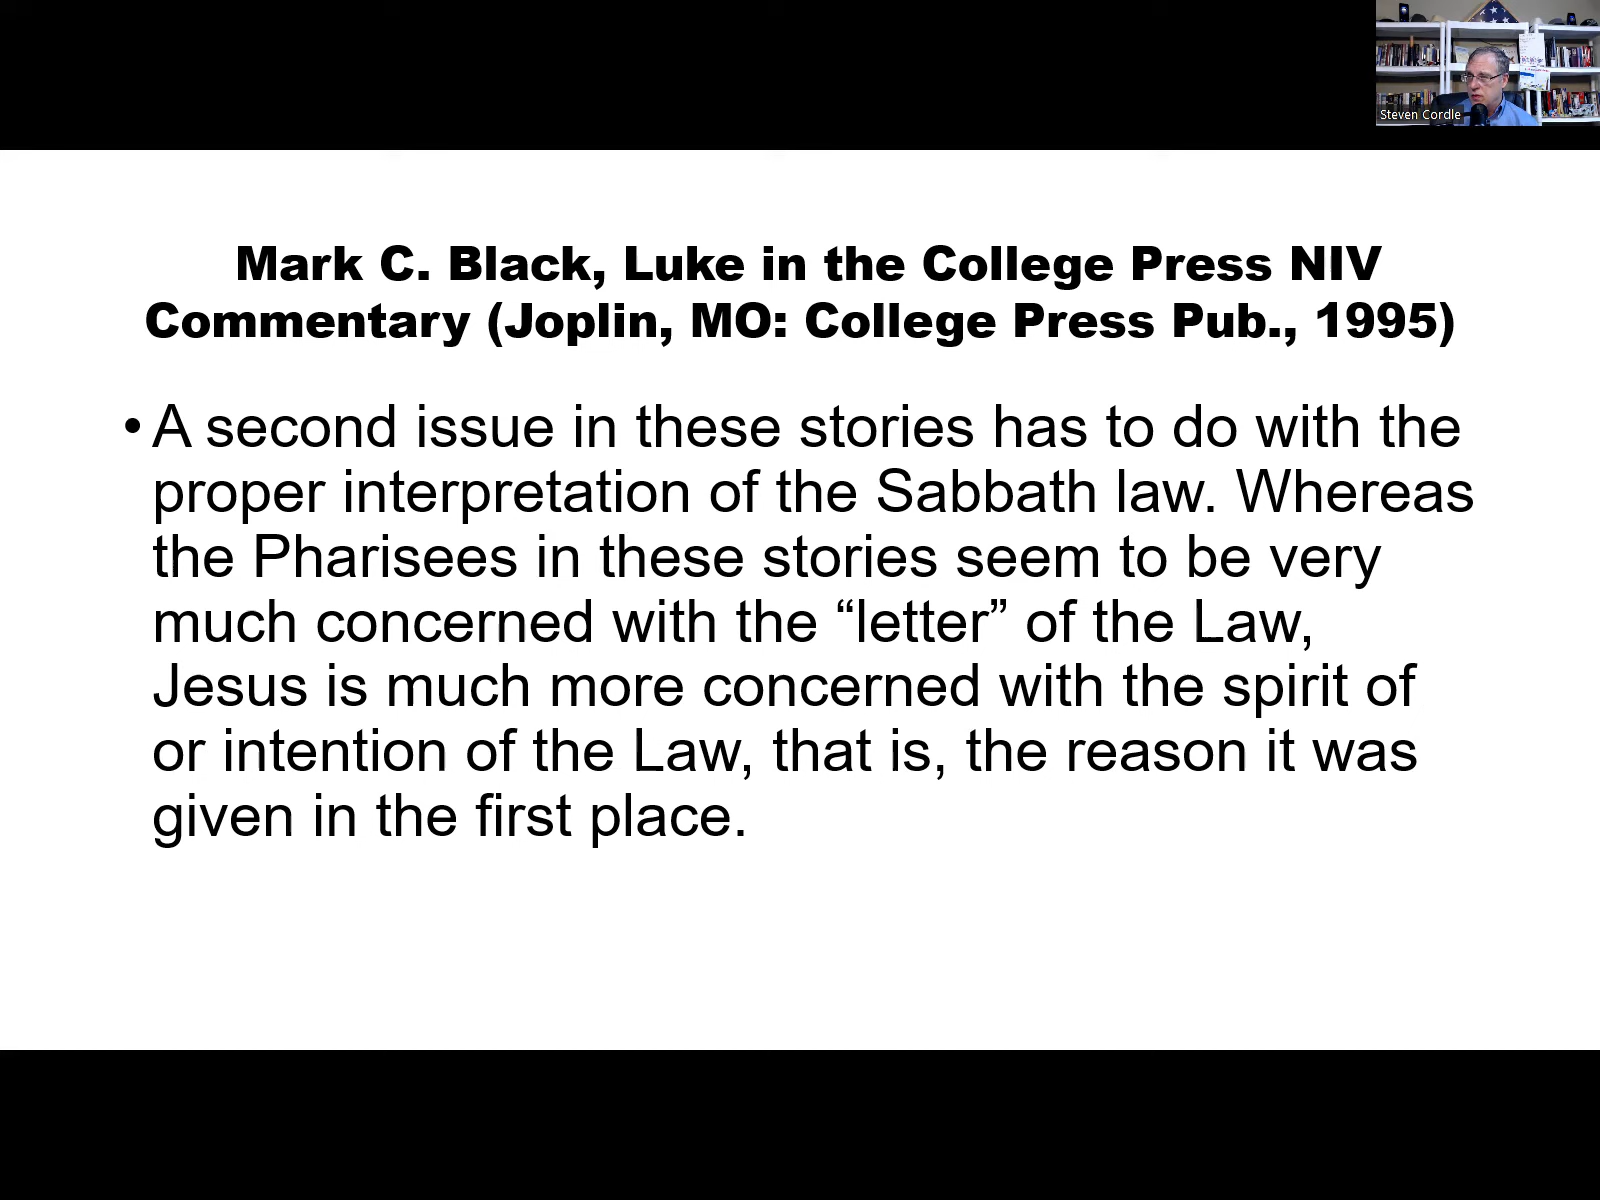 Steven Cordle
Mark C. Black, Luke in the College Press NIV
Commentary (Joplin, MO: College Press Pub., 1995)
• A second issue in these stories has to do with the
proper interpretation of the Sabbath law. Whereas
the Pharisees in these stories seem to be very
much concerned with the “letter” of the Law,
Jesus is much more concerned with the spirit of
or intention of the Law, that is, the reason it was
given in the first place.